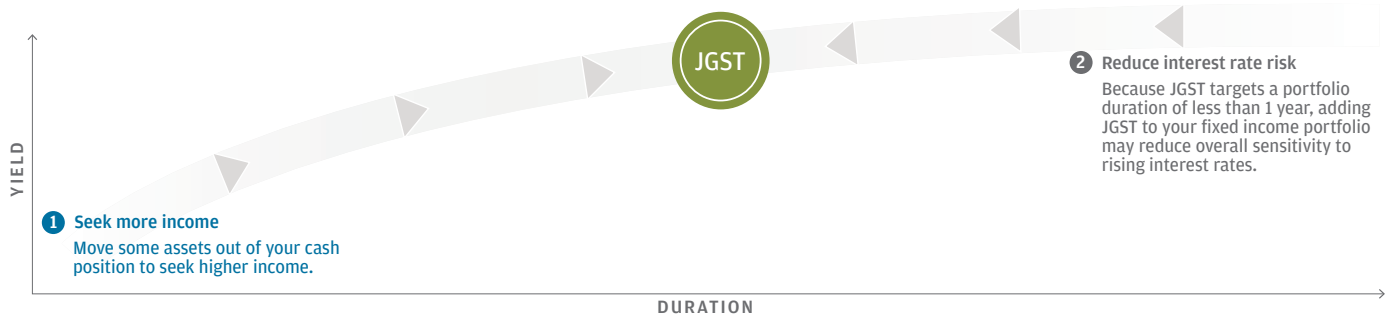 JGST
YIELD
1 Seek more income
Move some assets out of your cash
position to seek higher income.
2 Reduce interest rate risk
Because JGST targets a portfolio
duration of less than 1 year, adding
JGST to your fixed income portfolio
may reduce overall sensitivity to
rising interest rates.
DURATION